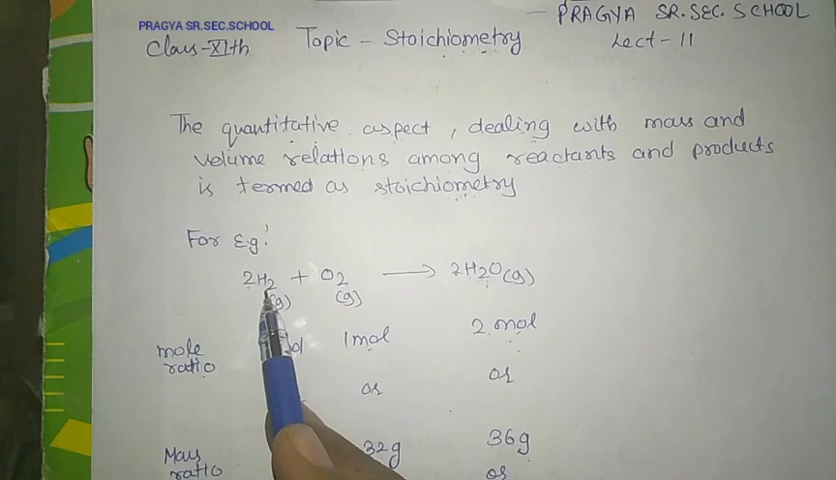 PRAGYA SR.SEC.SCHOOL
— PRAGYA SR. SEC. SCHOOL
Class-XIth Topic - Stoichiometry Lect - 11
The quantitative aspect, dealing with mass and
volume relations among reactants and products
is termed as stoichiometry
For Eg!
2H2 + O2 → 2H2O(g)
(g) (g)
mole ratio 1mol 2 mol
or or
Mass ratio 32g 36g
or